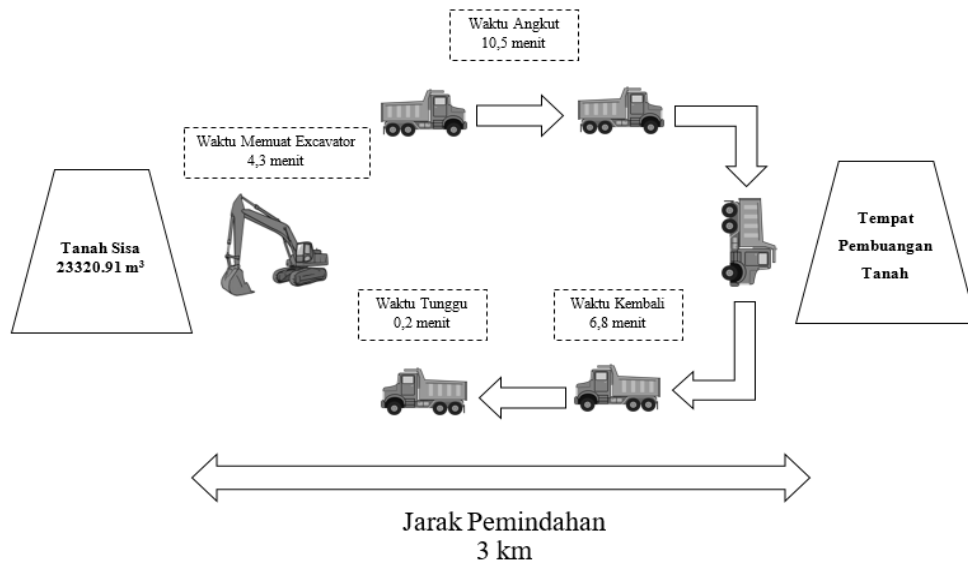 Waktu Angkut
10,5 menit
Waktu Memuat Excavator
4,3 menit
Tanah Sisa
23320.91 m³
Tempat
Pembuangan
Tanah
Waktu Tunggu
0,2 menit
Waktu Kembali
6,8 menit
Jarak Pemindahan
3 km